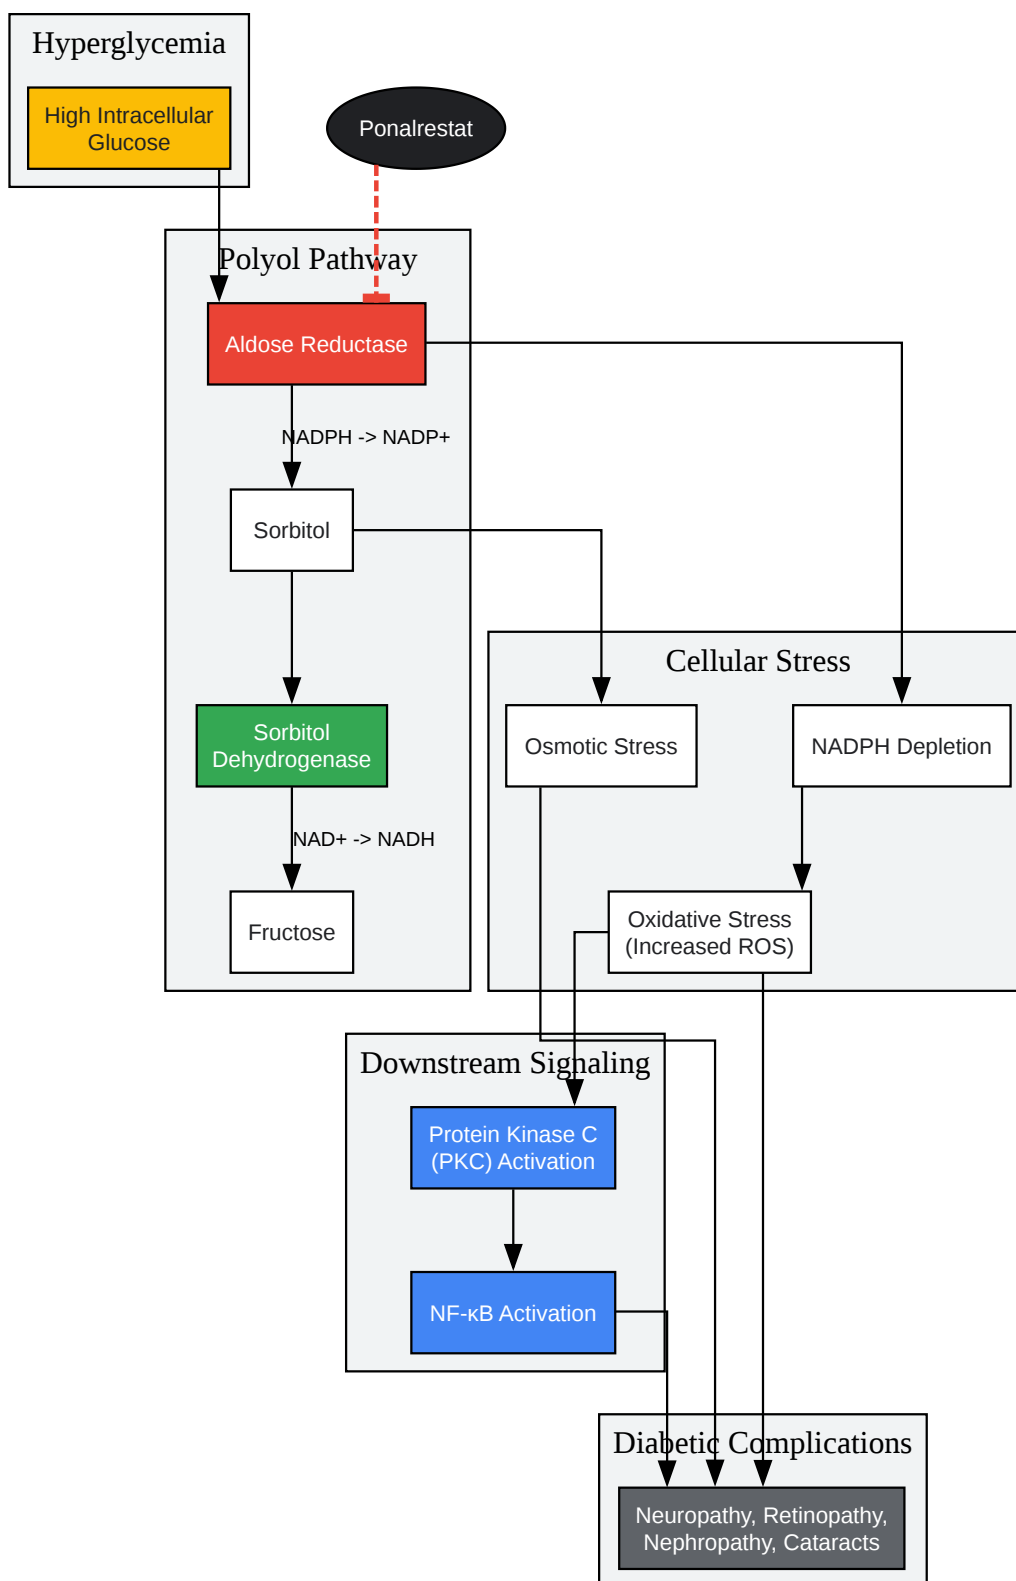 Hyperglycemia
High Intracellular
Glucose
Ponalrestat
Polyol Pathway
Aldose Reductase
NADPH -> NADP+
Sorbitol
Cellular Stress
Sorbitol
Dehydrogenase
Osmotic Stress
NADPH Depletion
NAD+ -> NADH
Fructose
Oxidative Stress
(Increased ROS)
Downstream Signaling
Protein Kinase C
(PKC) Activation
NF-κB Activation
Diabetic Complications
Neuropathy, Retinopathy,
Nephropathy, Cataracts